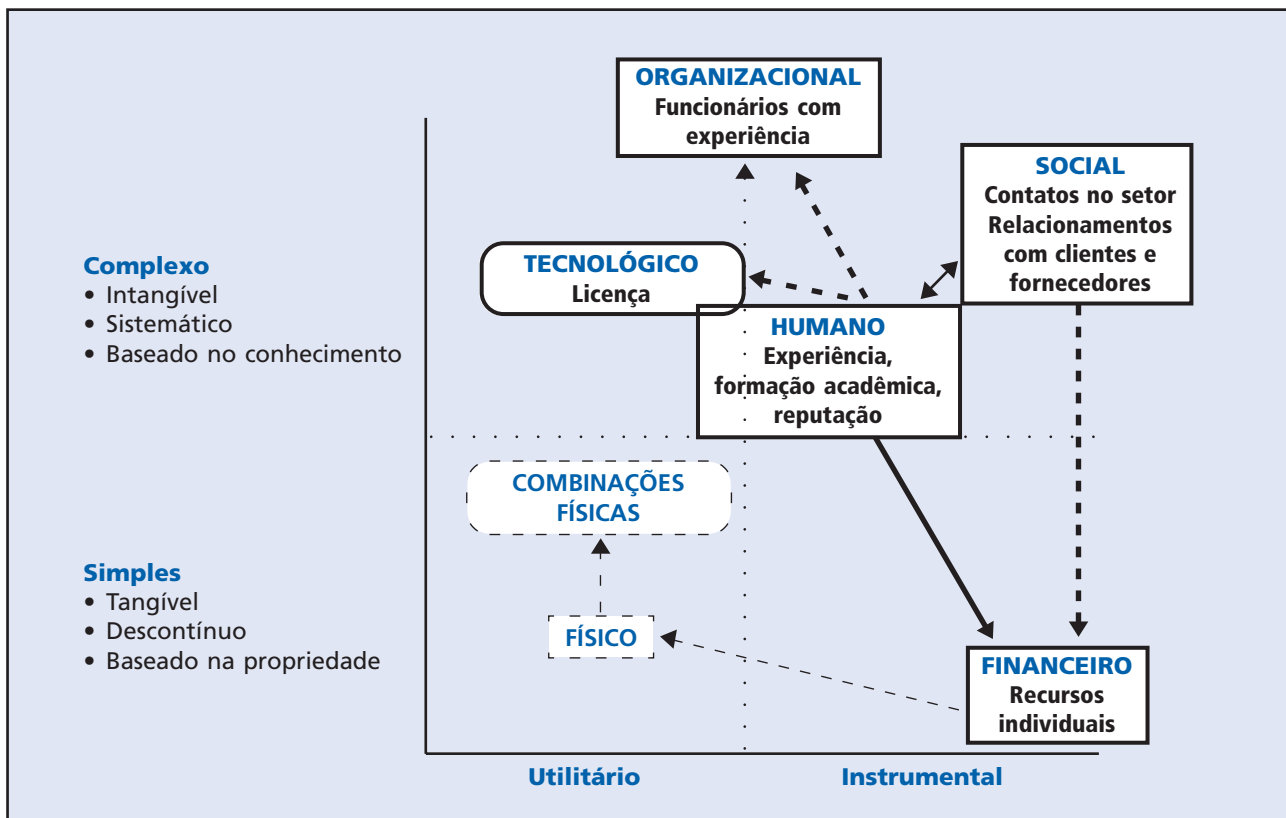 ORGANIZACIONAL
Funcionários com
experiência
SOCIAL
Contatos no setor
Relacionamentos
com clientes e
fornecedores
Complexo
• Intangível
• Sistemático
• Baseado no conhecimento
TECNOLÓGICO
Licença
HUMANO
Experiência,
formação acadêmica,
reputação
COMBINAÇÕES
FÍSICAS
Simples
• Tangível
• Descontínuo
• Baseado na propriedade
FÍSICO
FINANCEIRO
Recursos
individuais
Utilitário
Instrumental